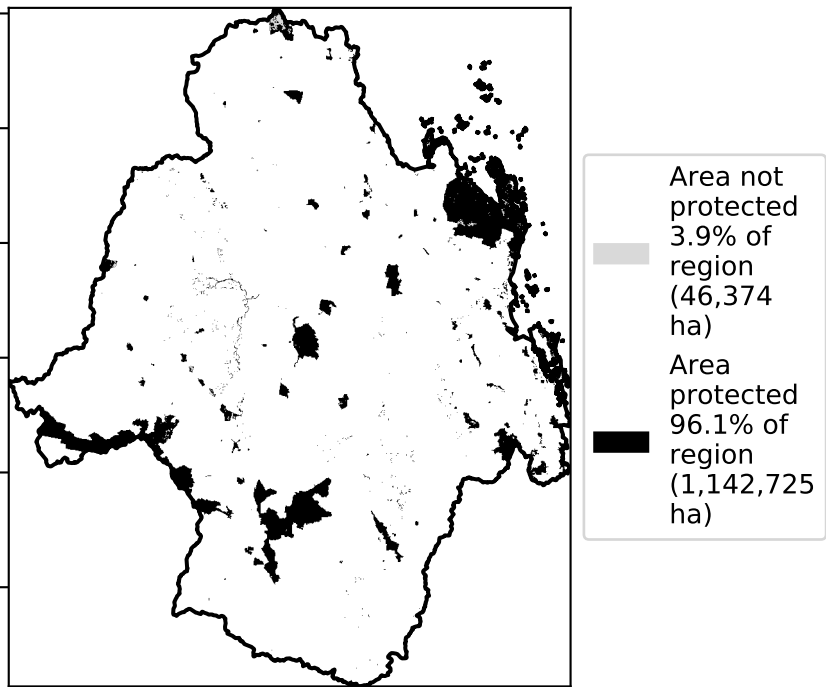 Area not
protected
3.9% of
region
(46,374
ha)
Area
protected
96.1% of
region
(1,142,725
ha)